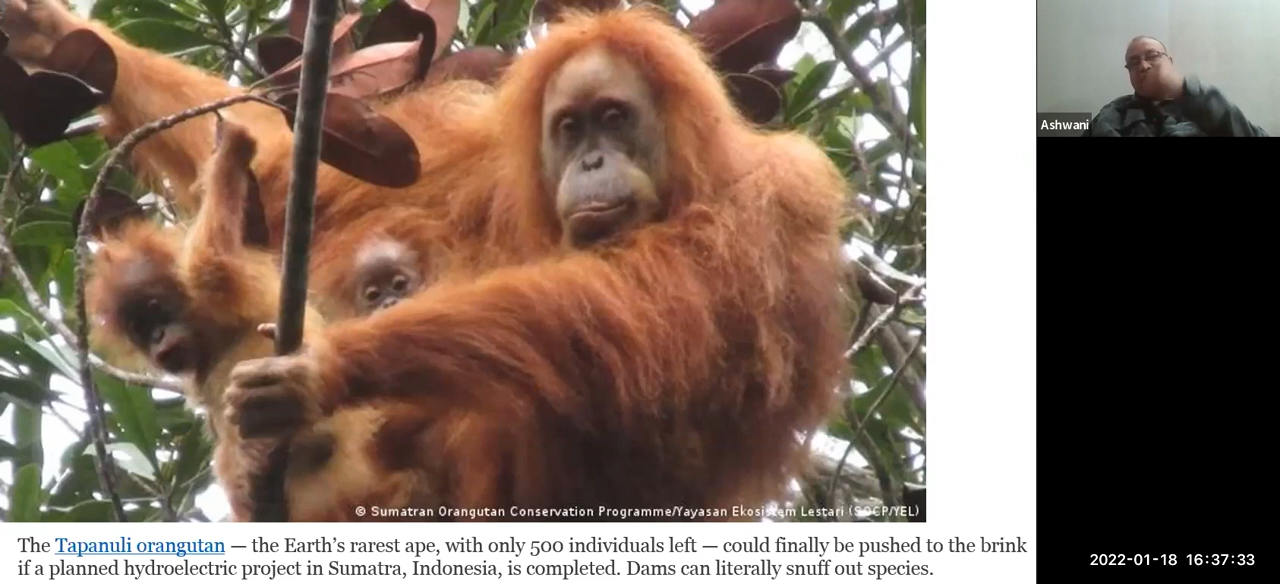 Ashwani
© Sumatran Orangutan Conservation Programme/Yayasan Ekosistem Lestari (SOCP/YEL)
The Tapanuli orangutan — the Earth’s rarest ape, with only 500 individuals left — could finally be pushed to the brink
if a planned hydroelectric project in Sumatra, Indonesia, is completed. Dams can literally snuff out species.
2022-01-18 16:37:33